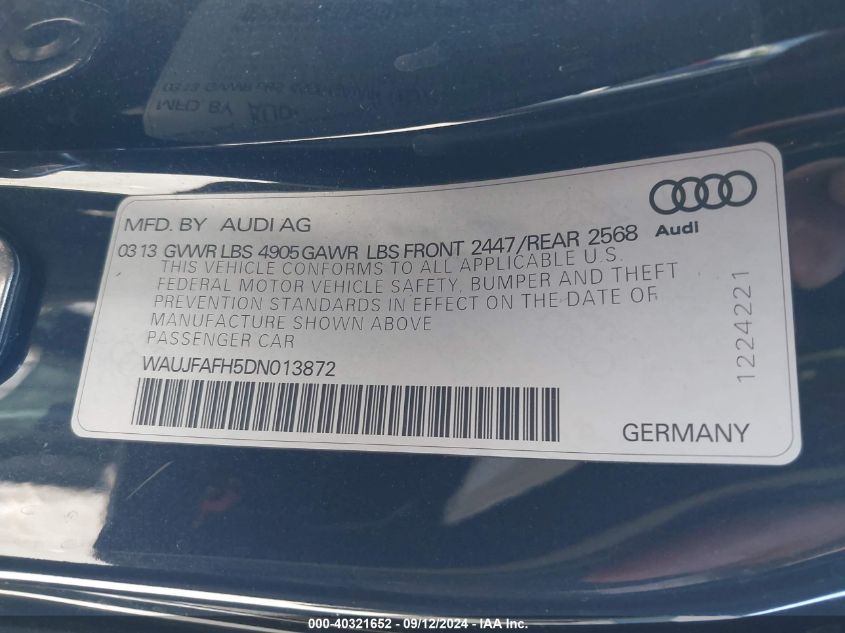 MFD. BY AUDI AG
03 13 GVWR LBS 4905 GAWR LBS FRONT 2447/REAR 2568
Audi
THIS VEHICLE CONFORMS TO ALL APPLICABLE U.S.
FEDERAL MOTOR VEHICLE SAFETY, BUMPER AND THEFT
PREVENTION STANDARDS IN EFFECT ON THE DATE OF
MANUFACTURE SHOWN ABOVE
PASSENGER CAR
WAUJFAFH5DN013872
1224221
GERMANY
000-40321652 - 09/12/2024 - IAA Inc.